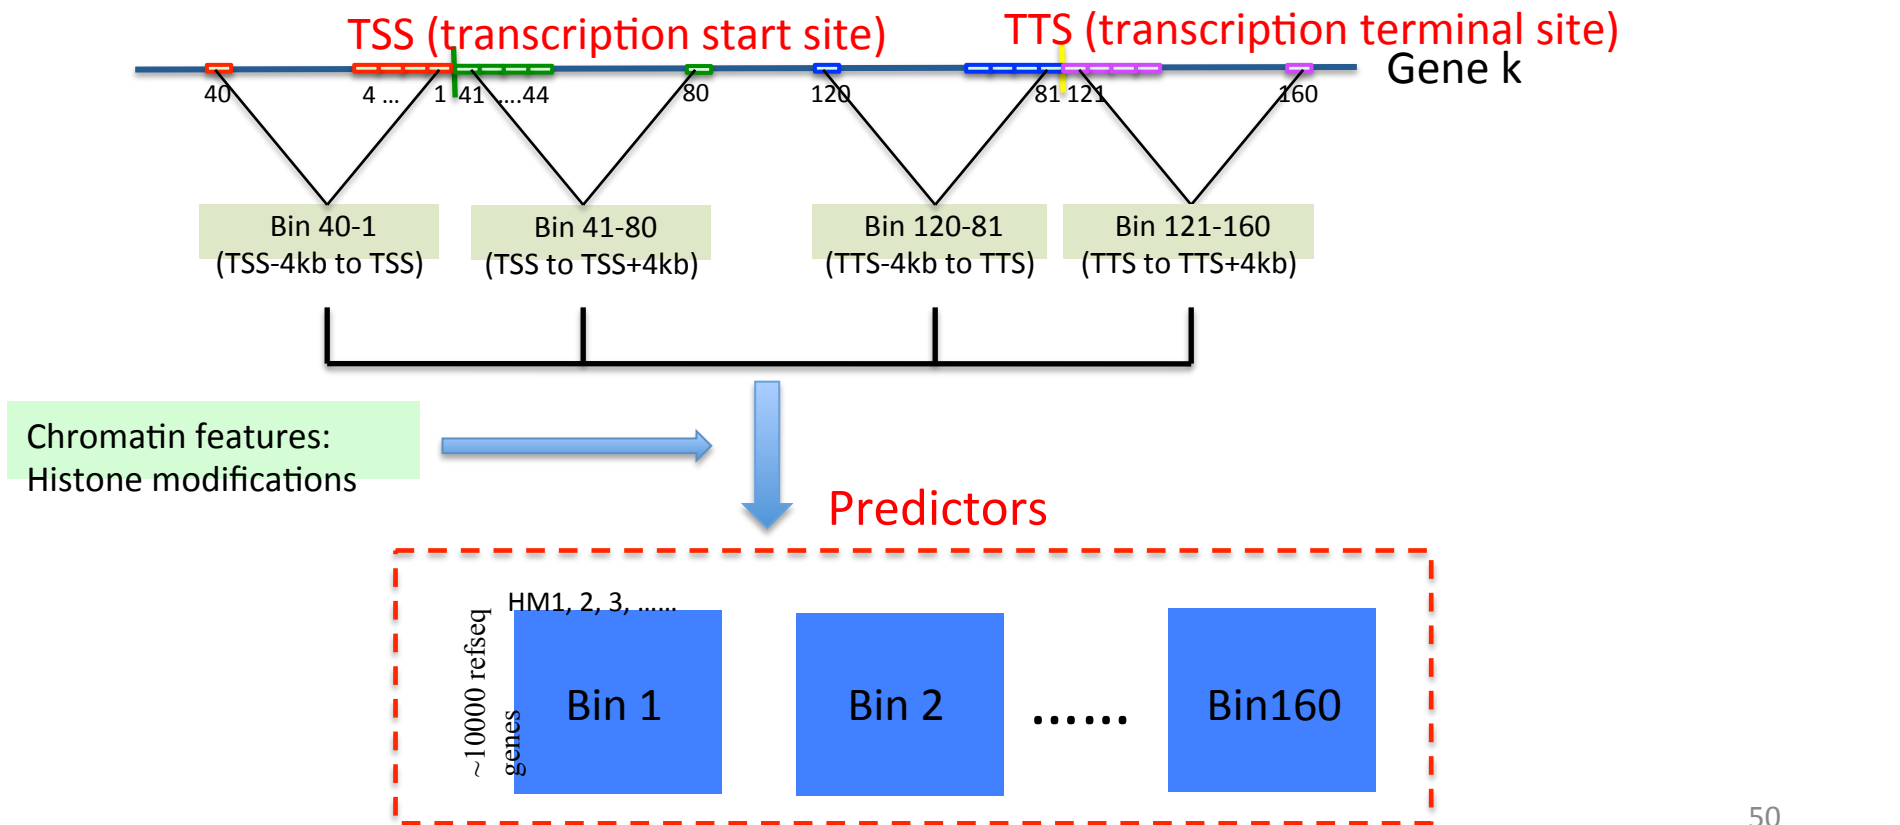 TSS (transcription start site)
TTS (transcription terminal site)
Gene k
40
4 ...
1
41
....44
80
120
81
121
160
Bin 40-1
(TSS-4kb to TSS)
Bin 41-80
(TSS to TSS+4kb)
Bin 120-81
(TTS-4kb to TTS)
Bin 121-160
(TTS to TTS+4kb)
Chromatin features:
Histone modifications
Predictors
HM1, 2, 3, ......
~10000 refseq
genes
Bin 1
Bin 2
......
Bin160
50